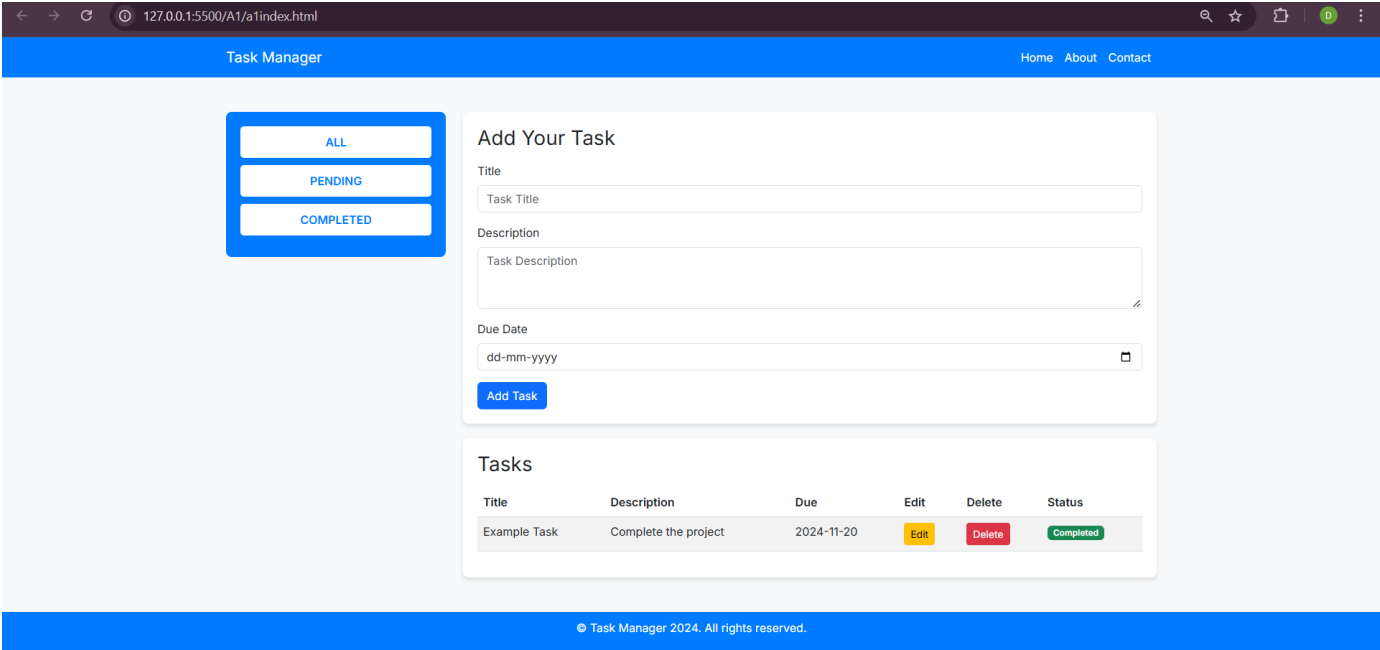 127.0.0.1:5500/A1/a1index.html
D
Task Manager Home About Contact
ALL
PENDING
COMPLETED
Add Your Task
Title
Task Title
Description
Task Description
Due Date
dd-mm-yyyy
Add Task
Tasks
Title Description Due Edit Delete Status
Example Task Complete the project 2024-11-20 Edit Delete Completed
© Task Manager 2024. All rights reserved.